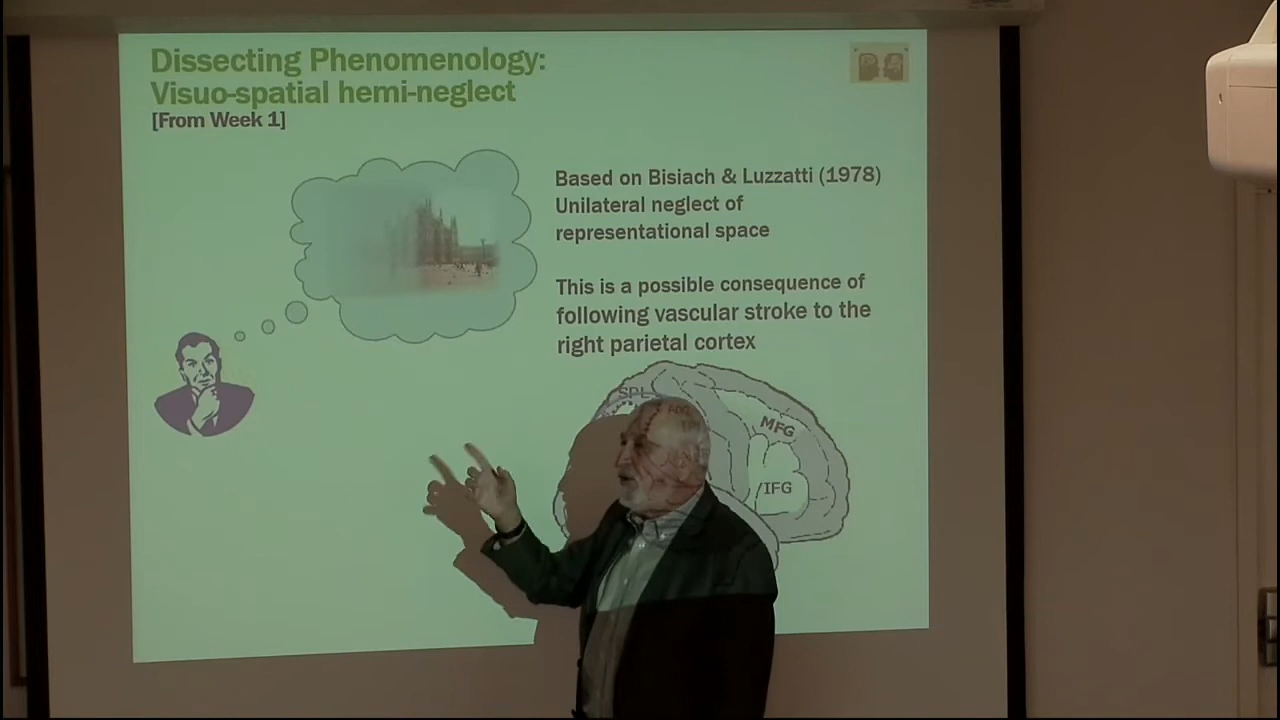 Dissecting Phenomenology:
Visuo-spatial hemi-neglect
[From Week 1]
Based on Bisiach & Luzzatti (1978)
Unilateral neglect of
representational space
This is a possible consequence of
following vascular stroke to the
right parietal cortex
SPL
MFG
IFG